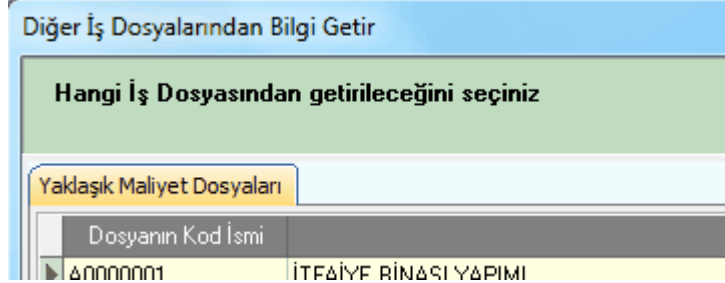 Diğer İş Dosyalarından Bilgi Getir
Hangi İş Dosyasından getirileceğini seçiniz
Yaklaşık Maliyet Dosyaları
Dosyanın Kod İsmi
A0000001 İTFAİYE BİNASI YAPIMI